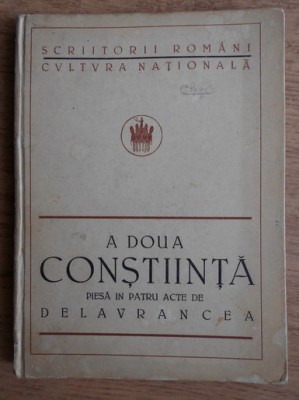 SCRIITORII ROMÂNI
CVLTVRA NAȚIONALĂ
A DOUA
CONȘTIINȚĂ
PIESĂ IN PATRU ACTE DE
DELAVRANCEA